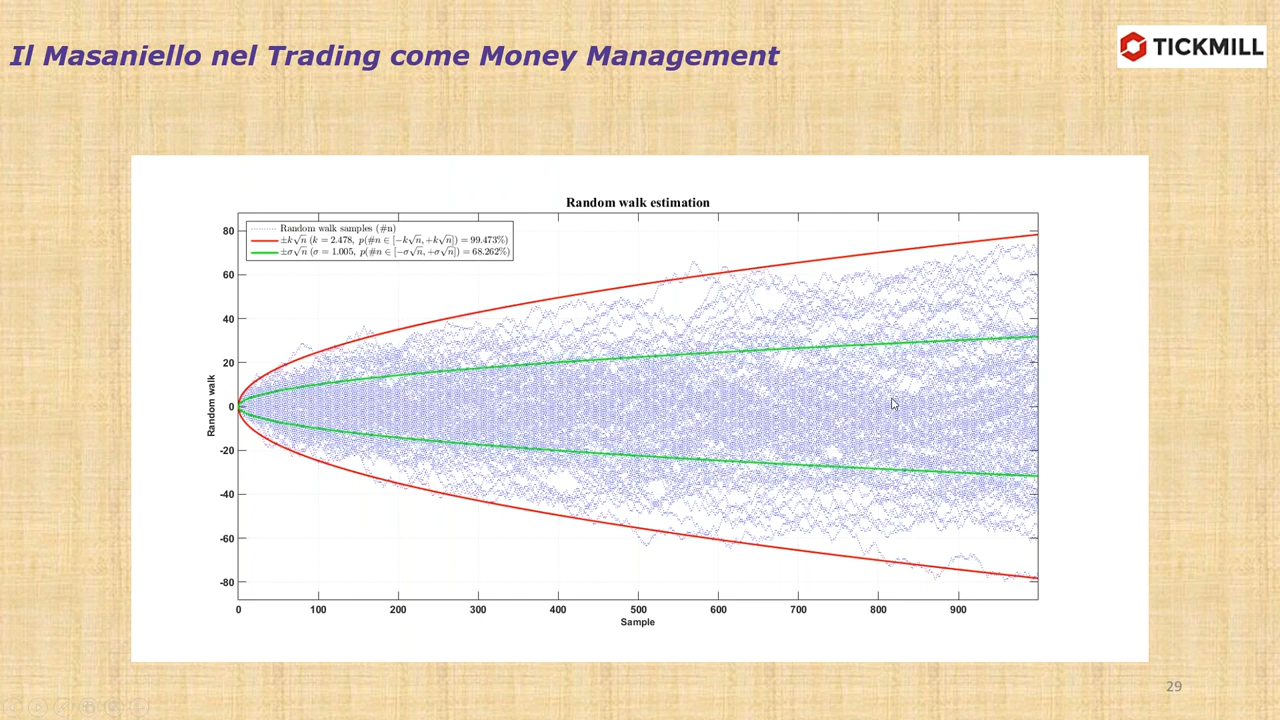 Il Masaniello nel Trading come Money Management
TICKMILL
Random walk estimation
Random walk samples (#n)
±k√n (k = 2.478, p(#n ∈ [−k√n, +k√n]) = 99.473%)
±σ√n (σ = 1.005, p(#n ∈ [−σ√n, +σ√n]) = 68.262%)
80
60
40
20
0
-20
-40
-60
-80
Random walk
0 100 200 300 400 500 600 700 800 900
Sample
29